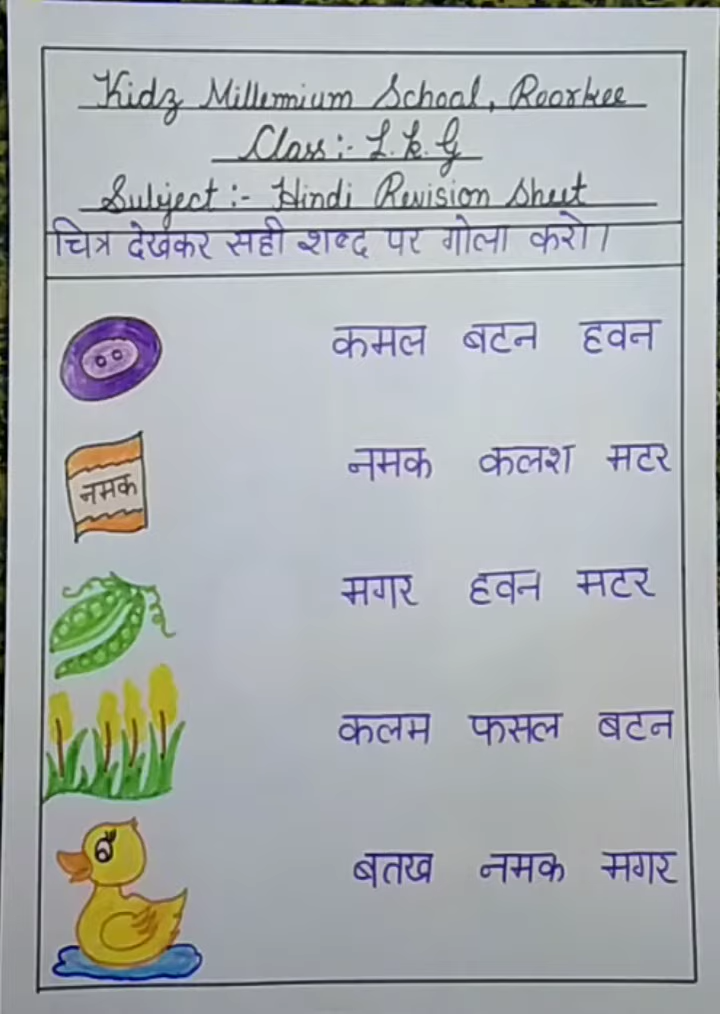 Kidz Millennium School, Roorkee
Class:- L.K.G
Subject:- Hindi Revision Sheet
चित्र देखकर सही शब्द पर गोला करो।
कमल बटन हवन
नमक कलश मटर
नमक
मगर हवन मटर
कलम फसल बटन
बतख नमक मगर